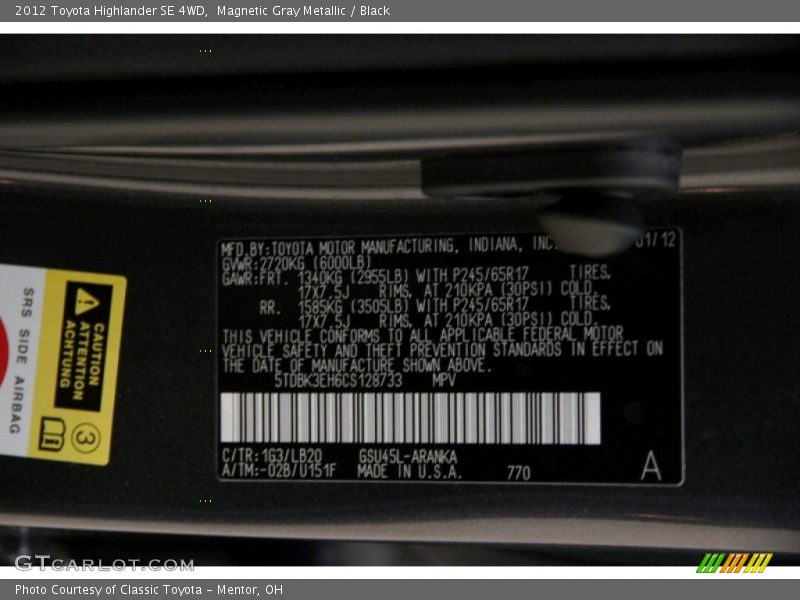 2012 Toyota Highlander SE 4WD, Magnetic Gray Metallic / Black
MFD.BY:TOYOTA MOTOR MANUFACTURING, INDIANA, INC. 01/12
GVWR:2720KG (6000LB)
GAWR:FRT. 1340KG (2955LB) WITH P245/65R17 TIRES,
17X7.5J RIMS, AT 210KPA (30PSI) COLD.
RR. 1585KG (3505LB) WITH P245/65R17 TIRES,
17X7.5J RIMS, AT 210KPA (30PSI) COLD.
THIS VEHICLE CONFORMS TO ALL APPLICABLE FEDERAL MOTOR
VEHICLE SAFETY AND THEFT PREVENTION STANDARDS IN EFFECT ON
THE DATE OF MANUFACTURE SHOWN ABOVE.
5TDBK3EH6CS128733 MPV
C/TR:1G3/LB20 GSU45L-ARANKA
A/TM:-02B/U151F MADE IN U.S.A. 770 A
CAUTION
ATTENTION
ACHTUNG
3
SRS SIDE AIRBAG
GTCARLOT.COM
Photo Courtesy of Classic Toyota - Mentor, OH